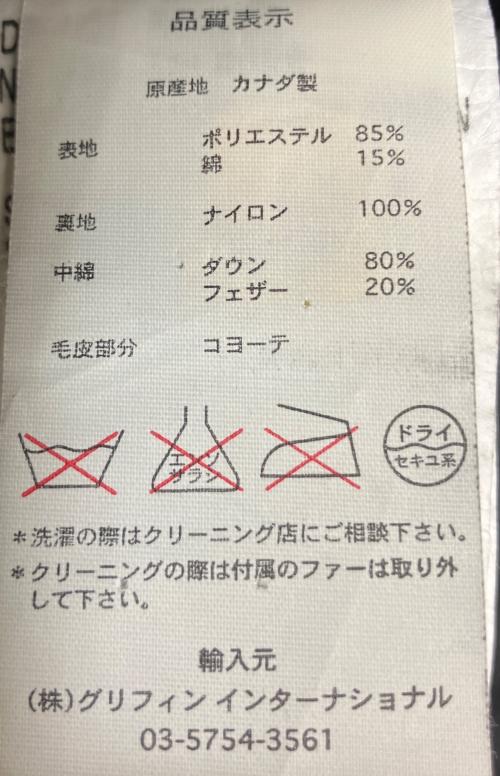 品質表示
原産地 カナダ製
表地 ポリエステル 85%
綿 15%
裏地 ナイロン 100%
中綿 ダウン 80%
フェザー 20%
毛皮部分 コヨーテ
エンソ
サラシ
ドライ
セキユ系
*洗濯の際はクリーニング店にご相談下さい。
*クリーニングの際は付属のファーは取り外
して下さい。
輸入元
(株)グリフィン インターナショナル
03-5754-3561